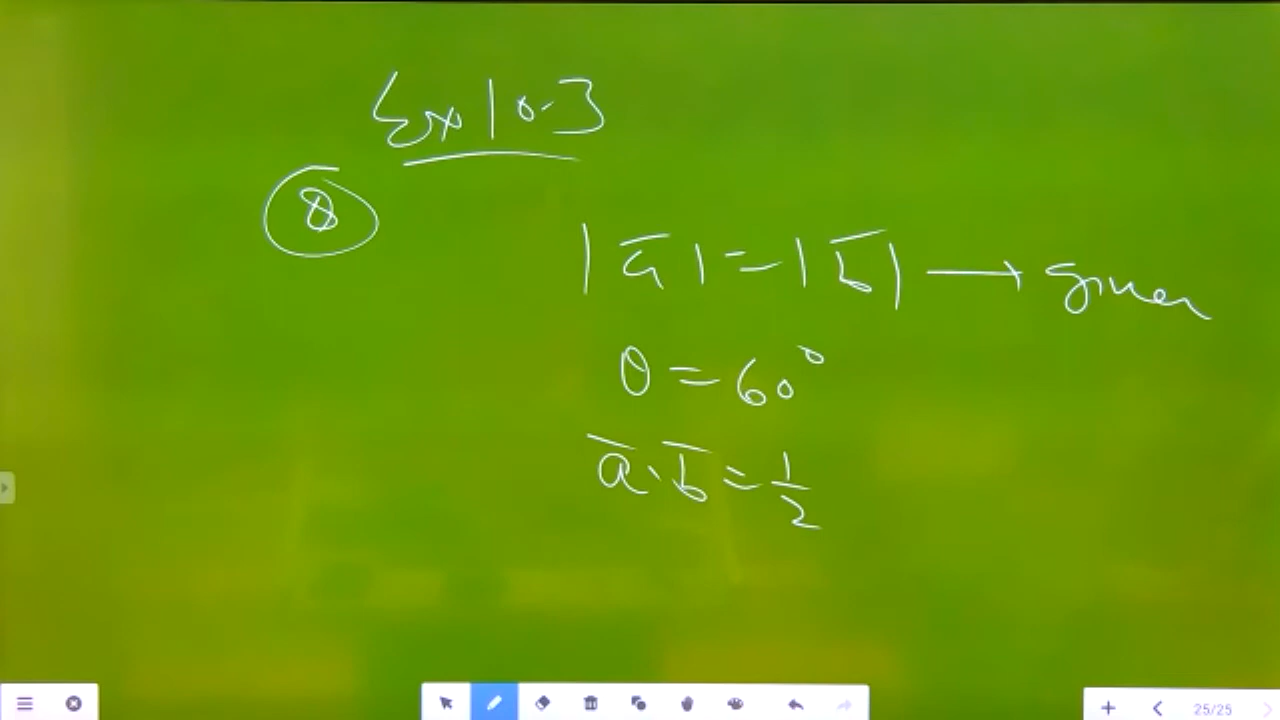 Ex 10.3
8
|a̅| = |b̅| → given
θ = 60°
a̅ · b̅ = 1/2
25/25